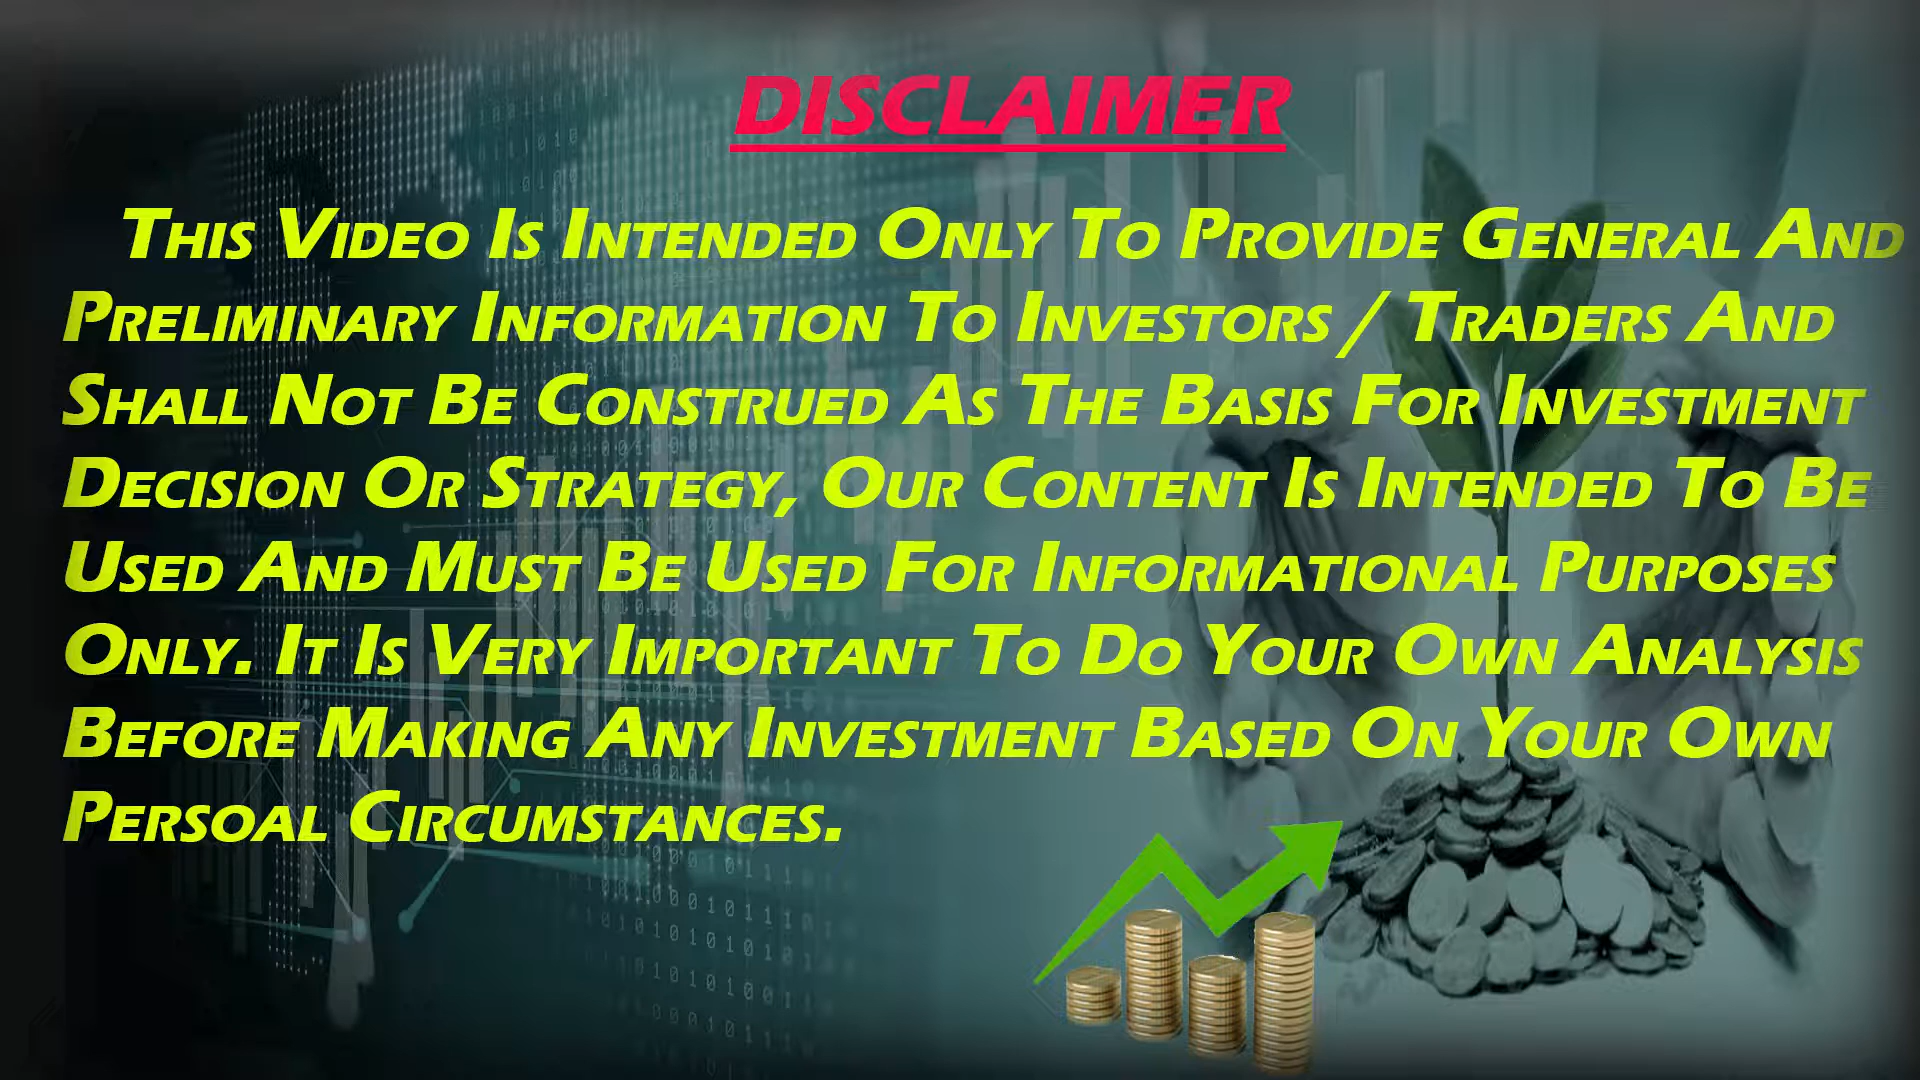 DISCLAIMER
This Video Is Intended Only To Provide General And
Preliminary Information To Investors / Traders And
Shall Not Be Construed As The Basis For Investment
Decision Or Strategy, Our Content Is Intended To Be
Used And Must Be Used For Informational Purposes
Only. It Is Very Important To Do Your Own Analysis
Before Making Any Investment Based On Your Own
Persoal Circumstances.